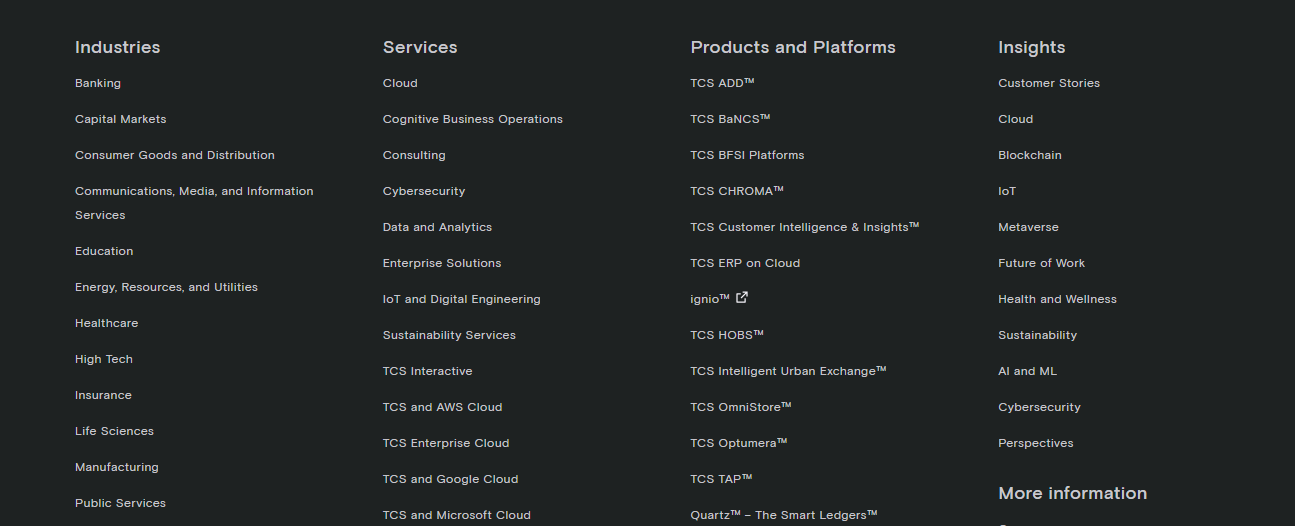 Industries
Banking
Capital Markets
Consumer Goods and Distribution
Communications, Media, and Information
Services
Education
Energy, Resources, and Utilities
Healthcare
High Tech
Insurance
Life Sciences
Manufacturing
Public Services
Services
Cloud
Cognitive Business Operations
Consulting
Cybersecurity
Data and Analytics
Enterprise Solutions
IoT and Digital Engineering
Sustainability Services
TCS Interactive
TCS and AWS Cloud
TCS Enterprise Cloud
TCS and Google Cloud
TCS and Microsoft Cloud
Products and Platforms
TCS ADD™
TCS BaNCS™
TCS BFSI Platforms
TCS CHROMA™
TCS Customer Intelligence & Insights™
TCS ERP on Cloud
ignio™
TCS HOBS™
TCS Intelligent Urban Exchange™
TCS OmniStore™
TCS Optumera™
TCS TAP™
Quartz™ – The Smart Ledgers™
Insights
Customer Stories
Cloud
Blockchain
IoT
Metaverse
Future of Work
Health and Wellness
Sustainability
AI and ML
Cybersecurity
Perspectives
More information